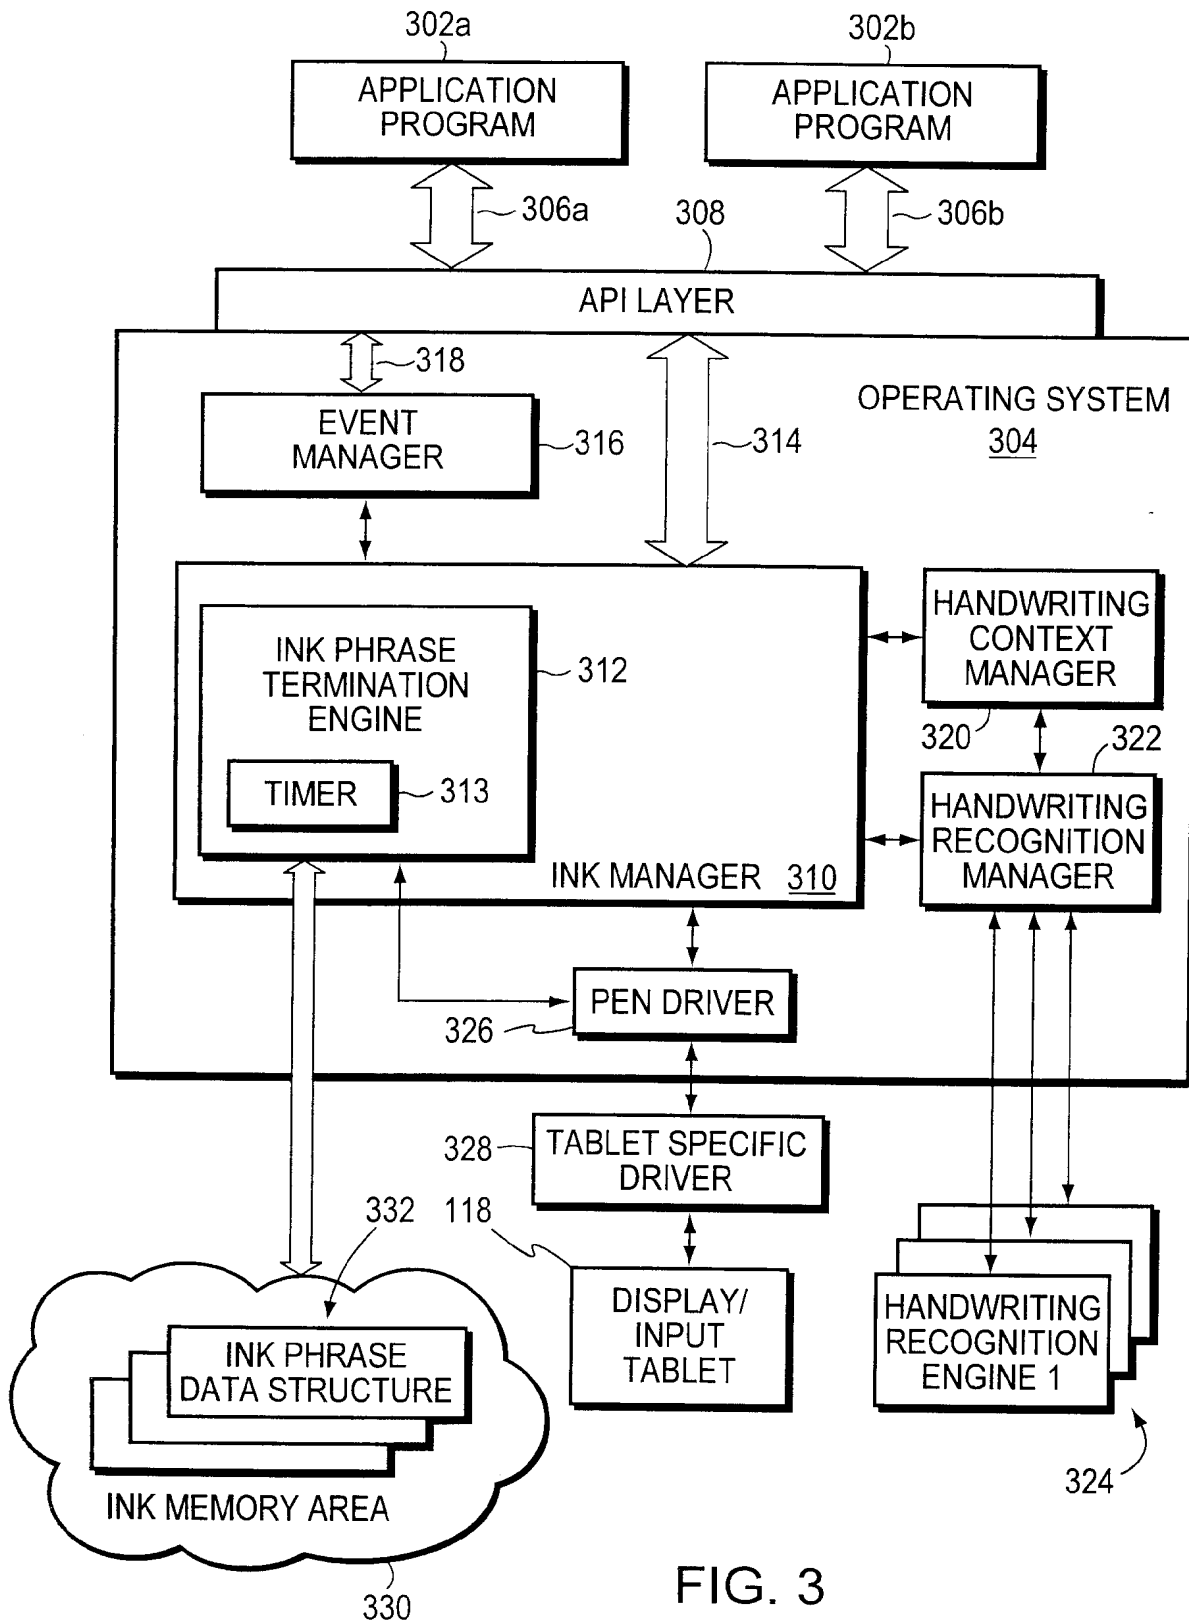 302a
302b
APPLICATION
PROGRAM
APPLICATION
PROGRAM
306a
308
306b
API LAYER
318
OPERATING SYSTEM
304
EVENT
MANAGER
316
314
INK PHRASE
TERMINATION
ENGINE
312
HANDWRITING
CONTEXT
MANAGER
320
322
TIMER
313
HANDWRITING
RECOGNITION
MANAGER
INK MANAGER 310
PEN DRIVER
326
328
TABLET SPECIFIC
DRIVER
332
118
INK PHRASE
DATA STRUCTURE
DISPLAY/
INPUT
TABLET
HANDWRITING
RECOGNITION
ENGINE 1
324
INK MEMORY AREA
330
FIG. 3